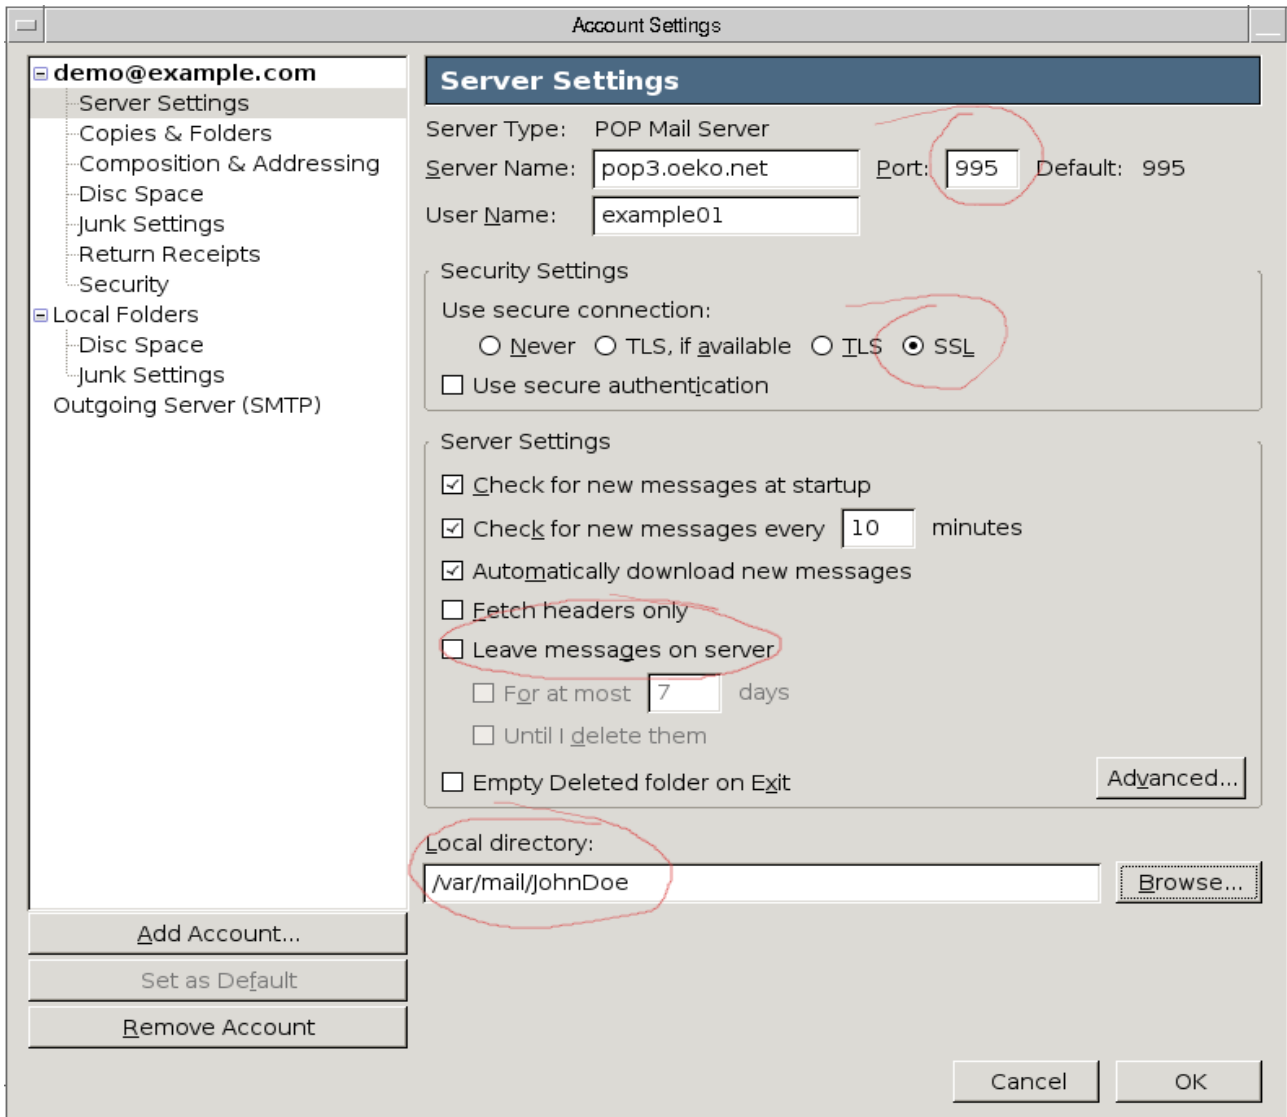 Account Settings
demo@example.com
Server Settings
Copies & Folders
Composition & Addressing
Disc Space
Junk Settings
Return Receipts
Security
Local Folders
Disc Space
Junk Settings
Outgoing Server (SMTP)
Add Account...
Set as Default
Remove Account
Server Settings
Server Type: POP Mail Server
Server Name: pop3.oeko.net Port: 995 Default: 995
User Name: example01
Security Settings
Use secure connection:
Never TLS, if available TLS SSL
Use secure authentication
Server Settings
Check for new messages at startup
Check for new messages every 10 minutes
Automatically download new messages
Fetch headers only
Leave messages on server
For at most 7 days
Until I delete them
Empty Deleted folder on Exit Advanced...
Local directory:
/var/mail/JohnDoe Browse...
Cancel OK